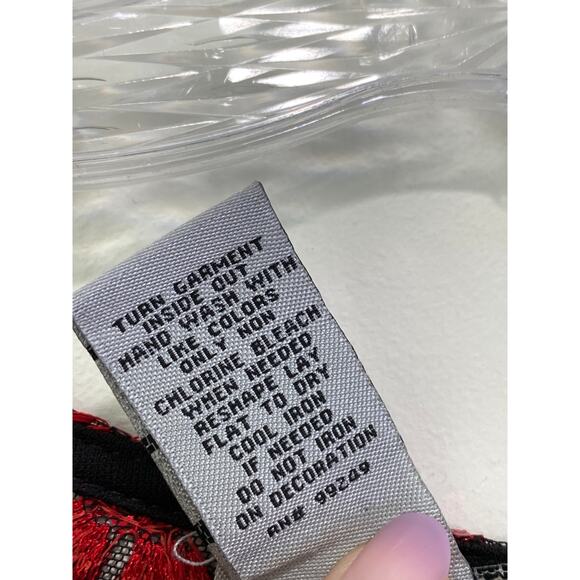 TURN GARMENT
INSIDE OUT
HAND WASH WITH
LIKE COLORS
ONLY NON
CHLORINE BLEACH
WHEN NEEDED
RESHAPE LAY
FLAT TO DRY
COOL IRON
IF NEEDED
DO NOT IRON
ON DECORATION
RN# 99249